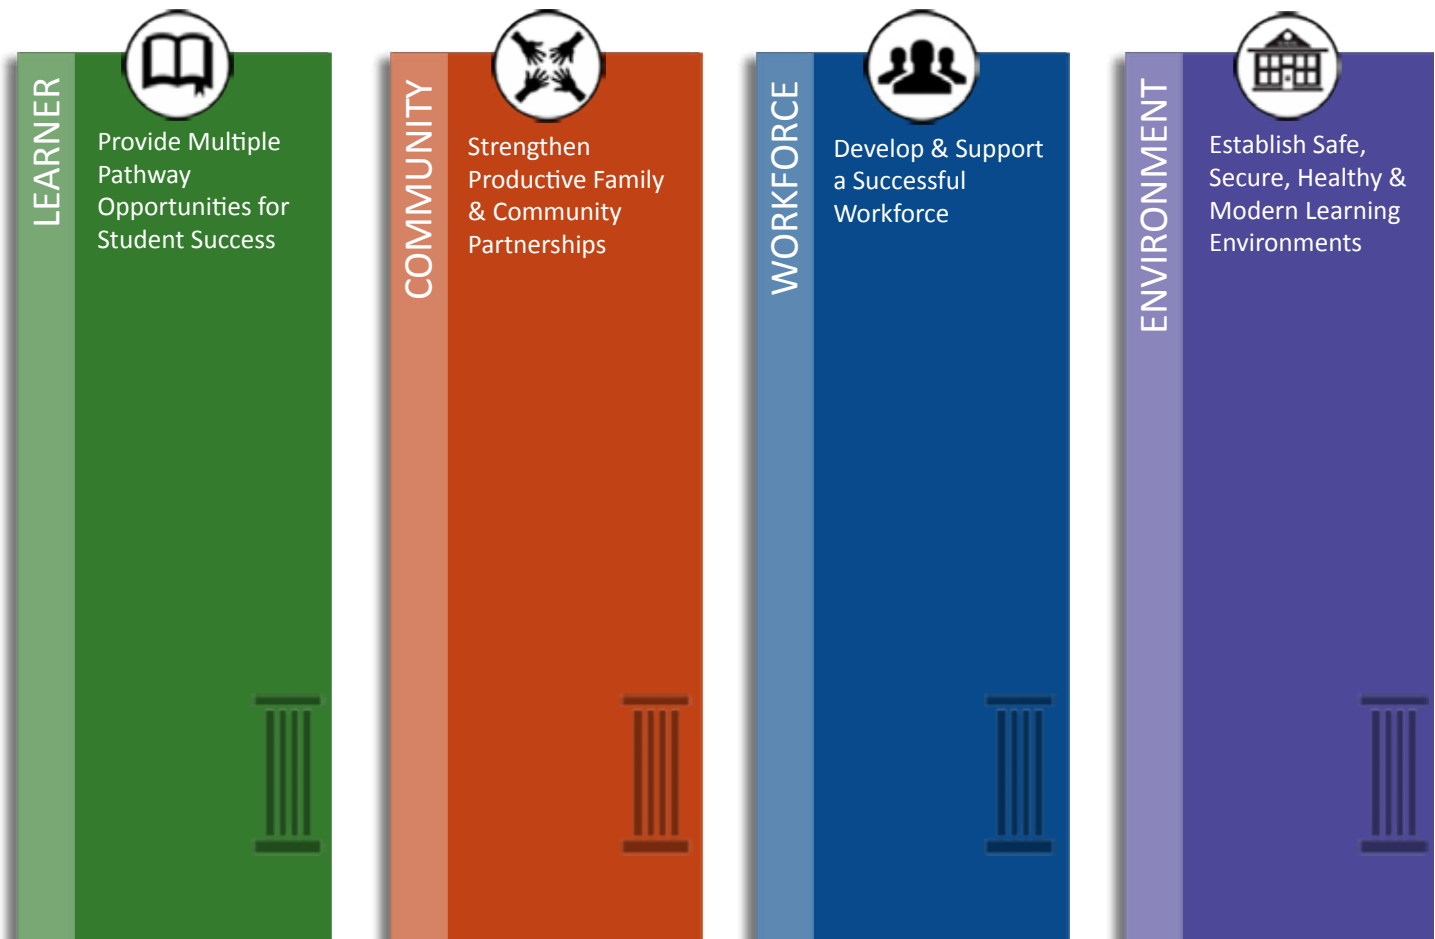 LEARNER
Provide Multiple
Pathway
Opportunities for
Student Success
COMMUNITY
Strengthen
Productive Family
& Community
Partnerships
WORKFORCE
Develop & Support
a Successful
Workforce
ENVIRONMENT
Establish Safe,
Secure, Healthy &
Modern Learning
Environments